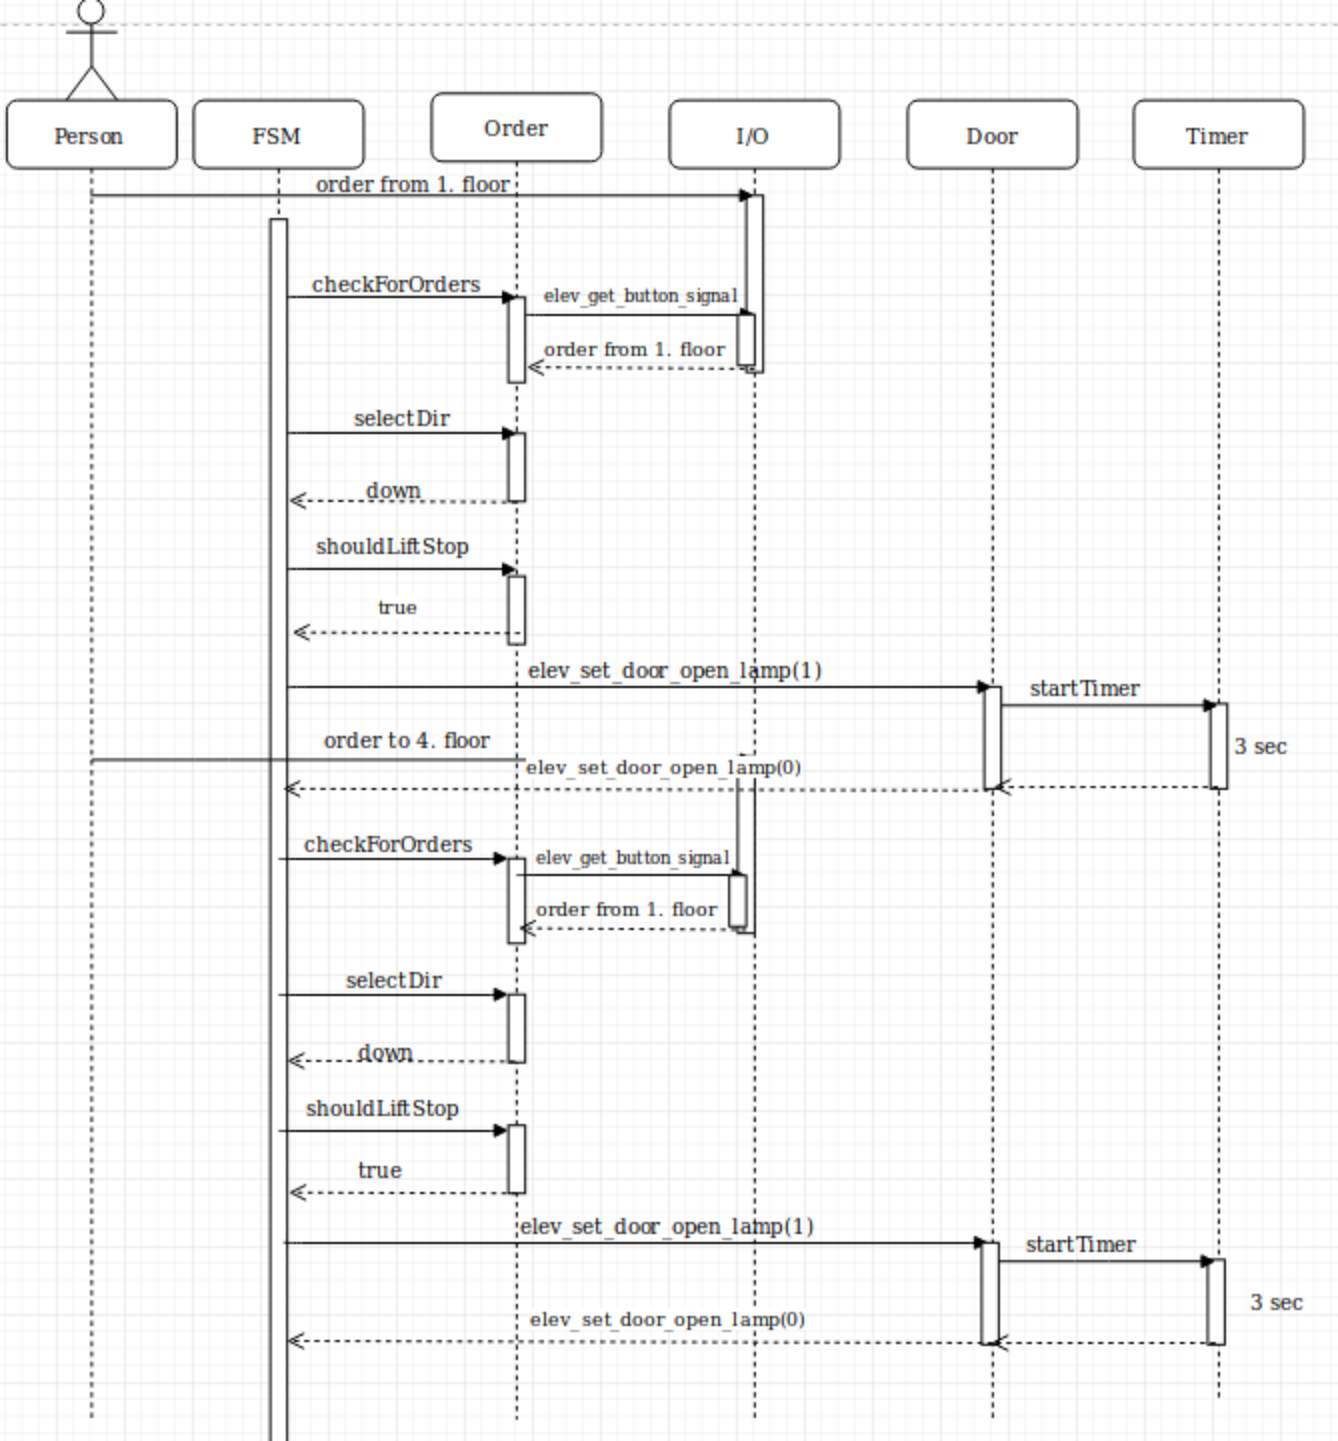 Person
FSM
Order
I/O
Door
Timer
order from 1. floor
checkForOrders
elev_get_button_signal
order from 1. floor
selectDir
down
shouldLiftStop
true
elev_set_door_open_lamp(1)
startTimer
3 sec
order to 4. floor
elev_set_door_open_lamp(0)
checkForOrders
elev_get_button_signal
order from 1. floor
selectDir
down
shouldLiftStop
true
elev_set_door_open_lamp(1)
startTimer
3 sec
elev_set_door_open_lamp(0)